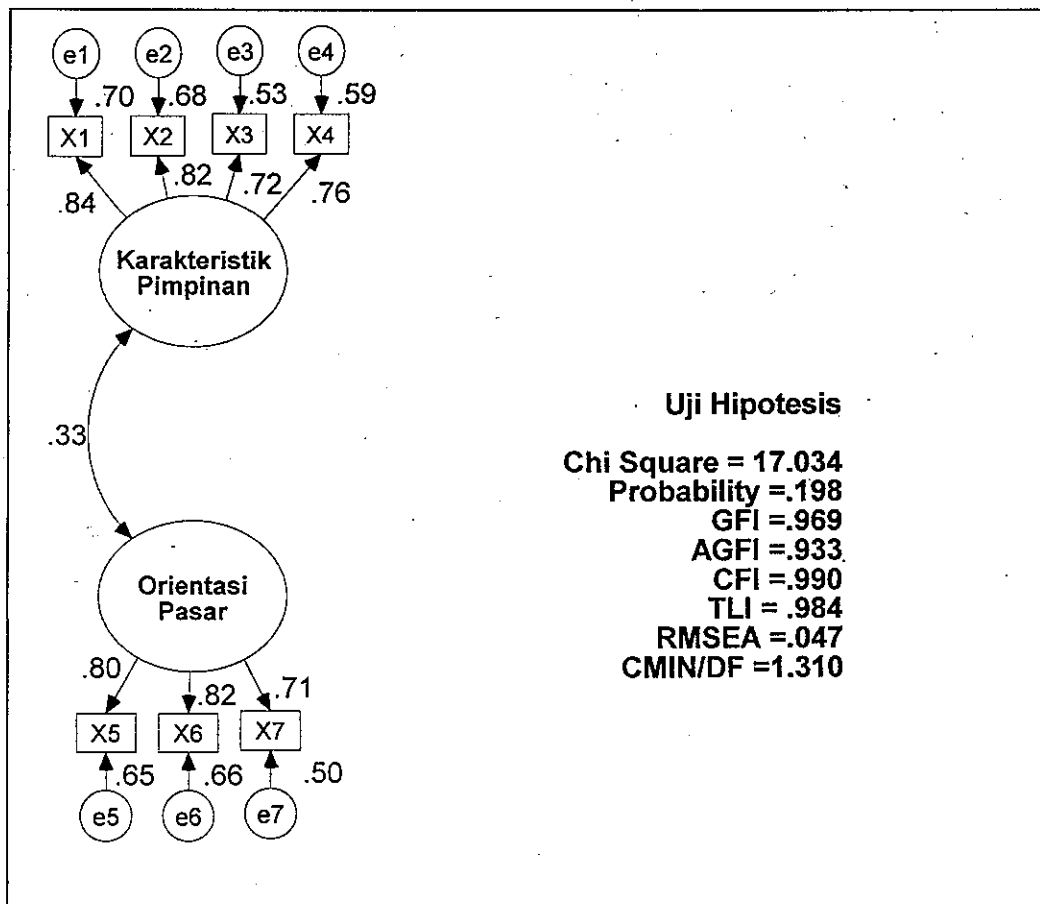 e1 e2 e3 e4
.70 .68 .53 .59
X1 X2 X3 X4
.84 .82 .72 .76
Karakteristik
Pimpinan
.33
Orientasi
Pasar
.80 .82 .71
X5 X6 X7
.65 .66 .50
e5 e6 e7
Uji Hipotesis
Chi Square = 17.034
Probability =.198
GFI =.969
AGFI =.933
CFI =.990
TLI = .984
RMSEA =.047
CMIN/DF =1.310